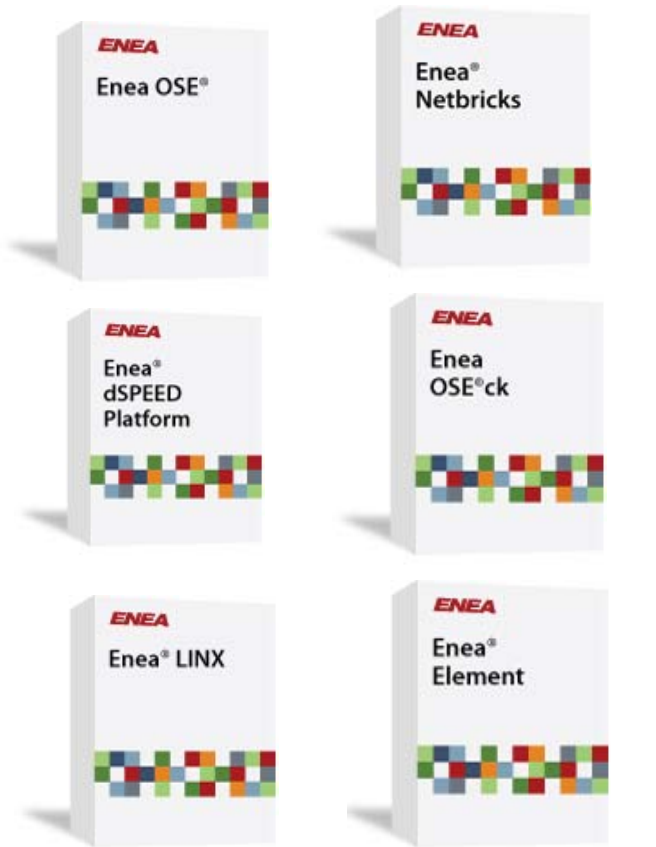 ENEA
Enea OSE®
ENEA
Enea®
Netbricks
ENEA
Enea®
dSPEED
Platform
ENEA
Enea
OSE®ck
ENEA
Enea® LINX
ENEA
Enea®
Element